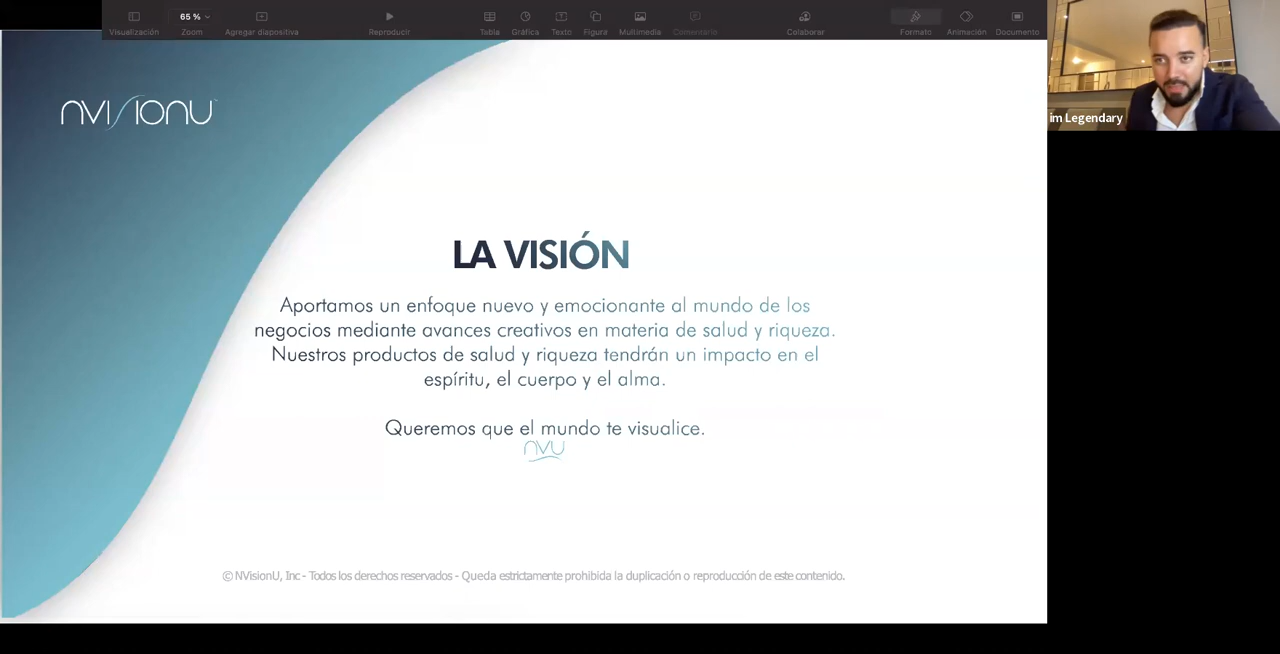 65 %
Visualización
Zoom
Agregar diapositiva
Reproducir
Tabla
Gráfica
Texto
Figura
Multimedia
Comentario
Colaborar
Formato
Animación
Documento
im Legendary
nvisionu
LA VISIÓN
Aportamos un enfoque nuevo y emocionante al mundo de los
negocios mediante avances creativos en materia de salud y riqueza.
Nuestros productos de salud y riqueza tendrán un impacto en el
espíritu, el cuerpo y el alma.
Queremos que el mundo te visualice.
nvu
© NVisionU, Inc - Todos los derechos reservados - Queda estrictamente prohibida la duplicación o reproducción de este contenido.